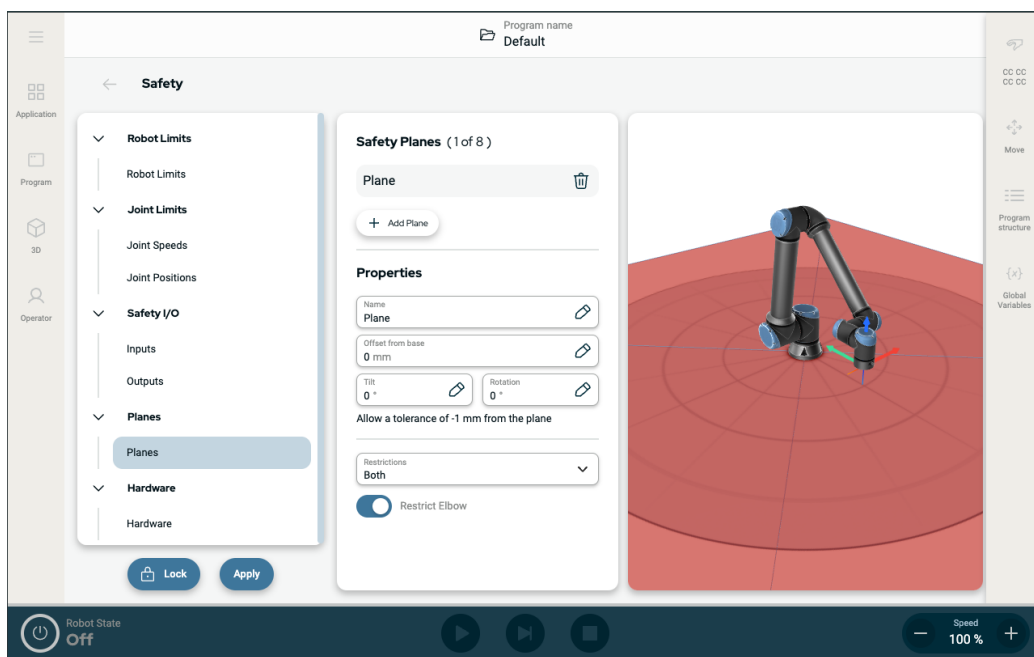 Program name
Default
Safety
Application
Program
3D
Operator
Robot Limits
Robot Limits
Joint Limits
Joint Speeds
Joint Positions
Safety I/O
Inputs
Outputs
Planes
Planes
Hardware
Hardware
Lock
Apply
Safety Planes (1 of 8)
Plane
+ Add Plane
Properties
Name
Plane
Offset from base
0 mm
Tilt
0 °
Rotation
0 °
Allow a tolerance of -1 mm from the plane
Restrictions
Both
Restrict Elbow
CC CC
CC CC
Move
Program
structure
{x}
Global
Variables
Robot State
Off
Speed
100 %